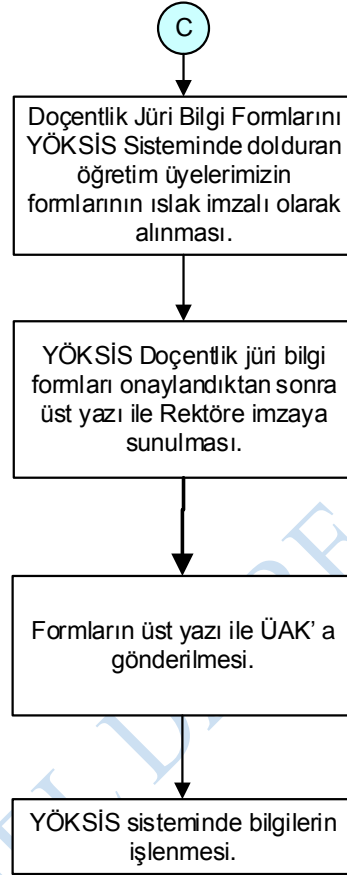 C
Doçentlik Jüri Bilgi Formlarını
YÖKSİS Sisteminde dolduran
öğretim üyelerimizin
formlarının ıslak imzalı olarak
alınması.
YÖKSİS Doçentlik jüri bilgi
formları onaylandıktan sonra
üst yazı ile Rektöre imzaya
sunulması.
Formların üst yazı ile ÜAK’ a
gönderilmesi.
YÖKSİS sisteminde bilgilerin
işlenmesi.